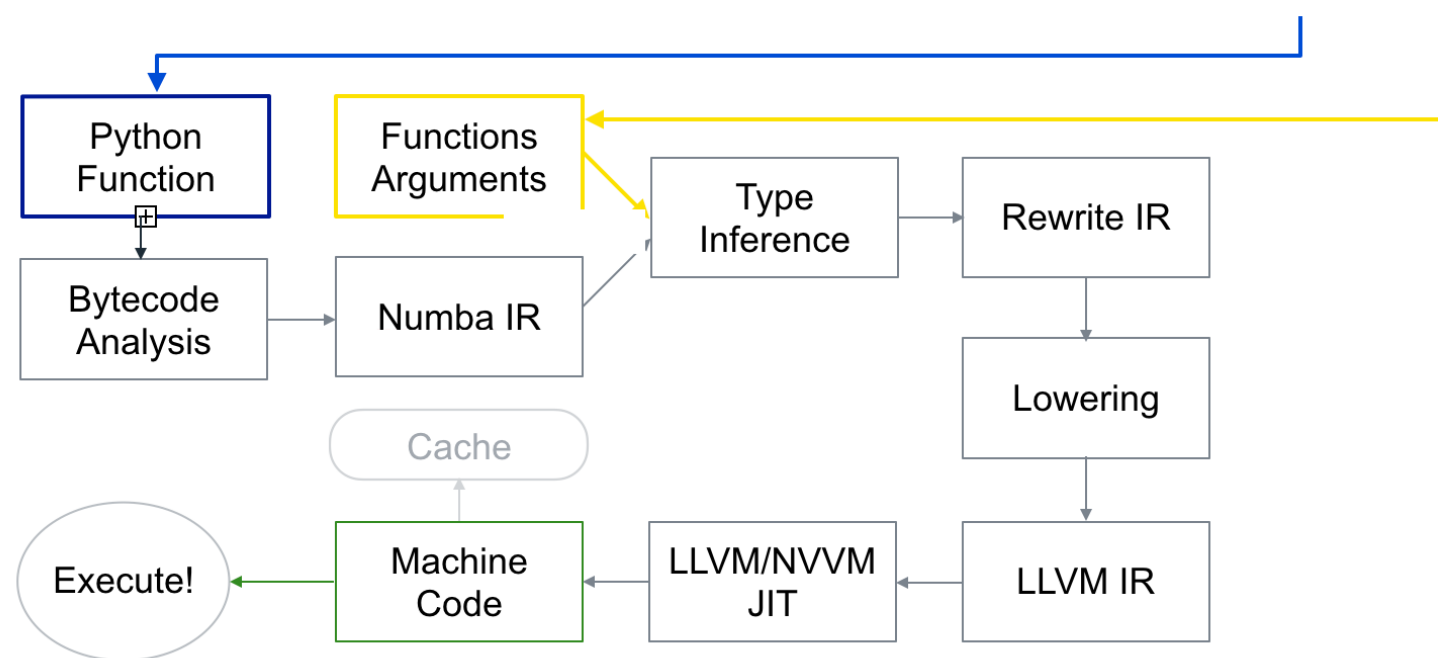 Python
Function
Functions
Arguments
Type
Inference
Rewrite IR
Bytecode
Analysis
Numba IR
Lowering
Cache
Execute!
Machine
Code
LLVM/NVVM
JIT
LLVM IR